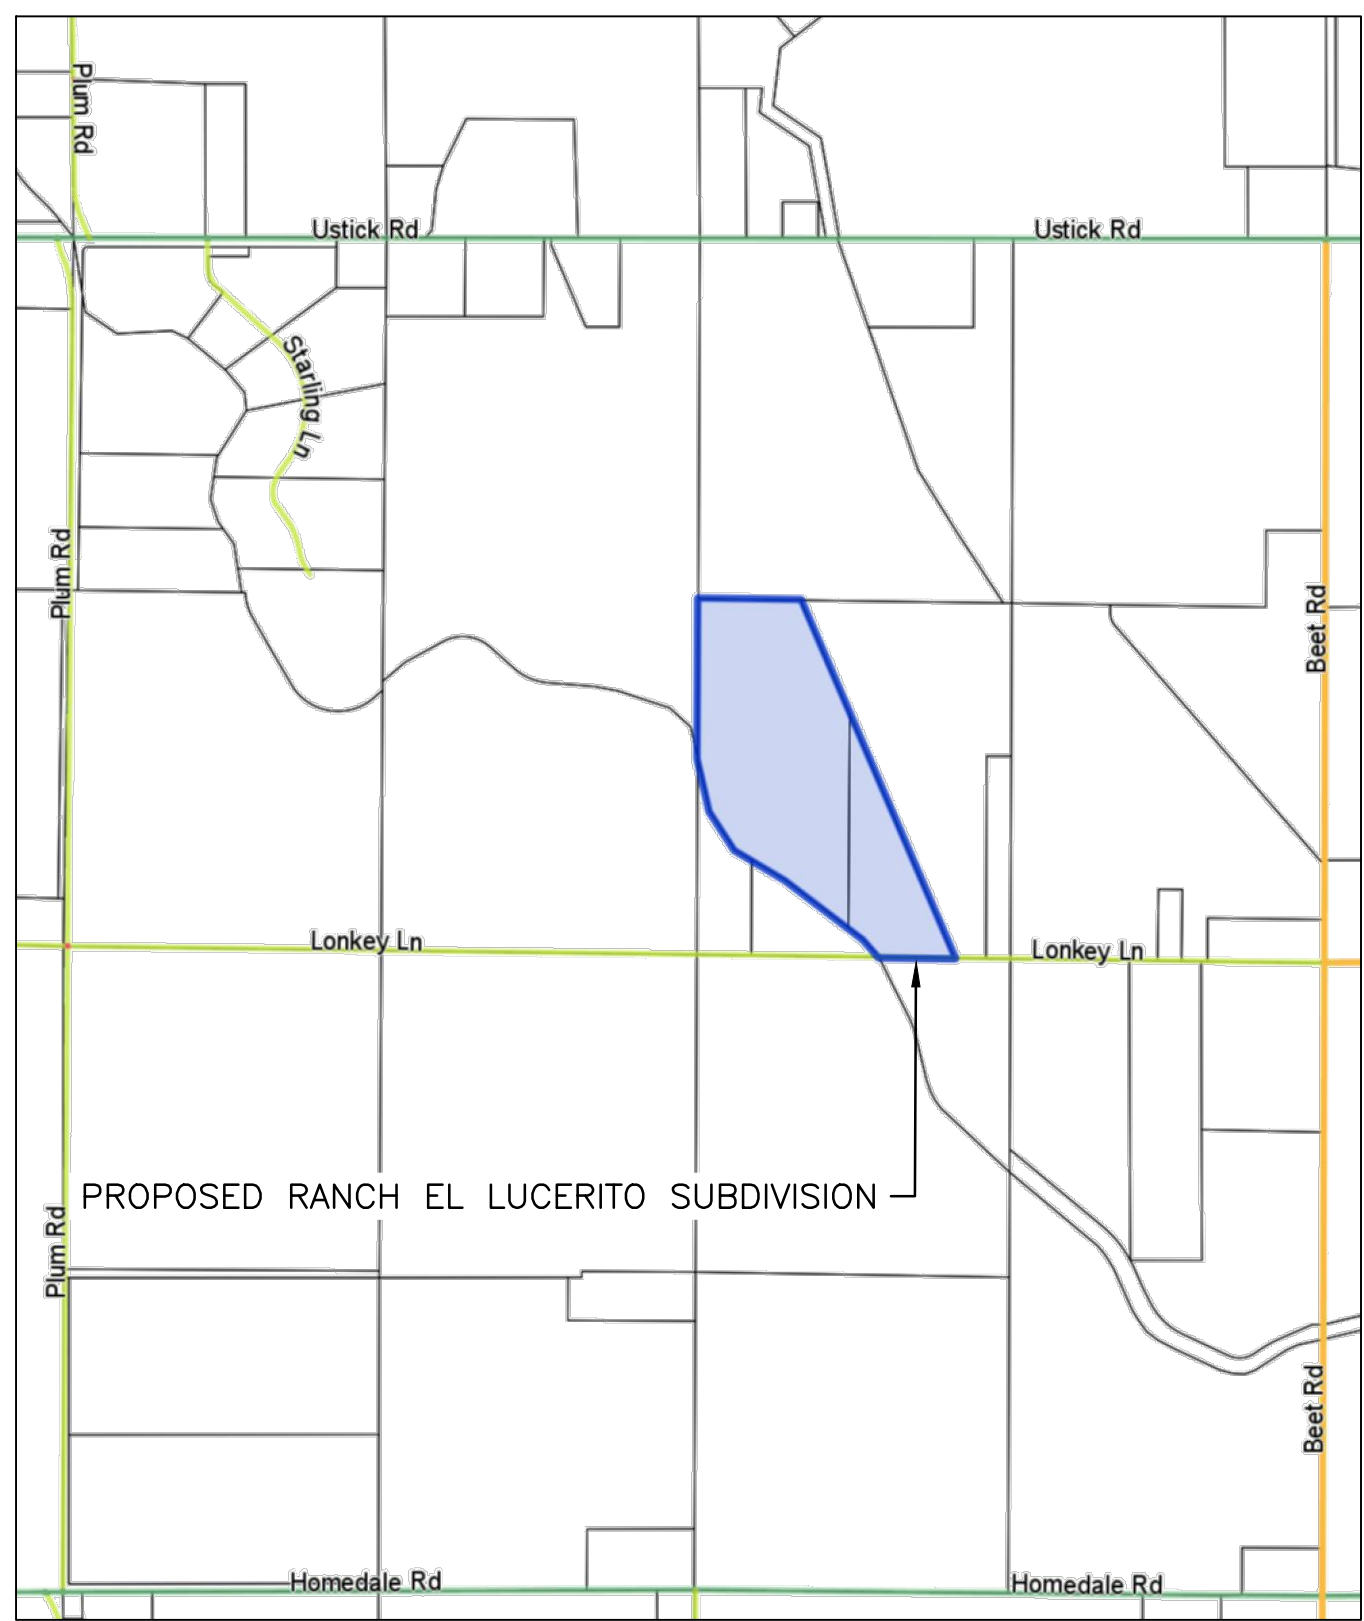 Plum Rd
Ustick Rd
Ustick Rd
Starling Ln
Plum Rd
Beet Rd
Lonkey Ln
Lonkey Ln
PROPOSED RANCH EL LUCERITO SUBDIVISION
Plum Rd
Beet Rd
Homedale Rd
Homedale Rd